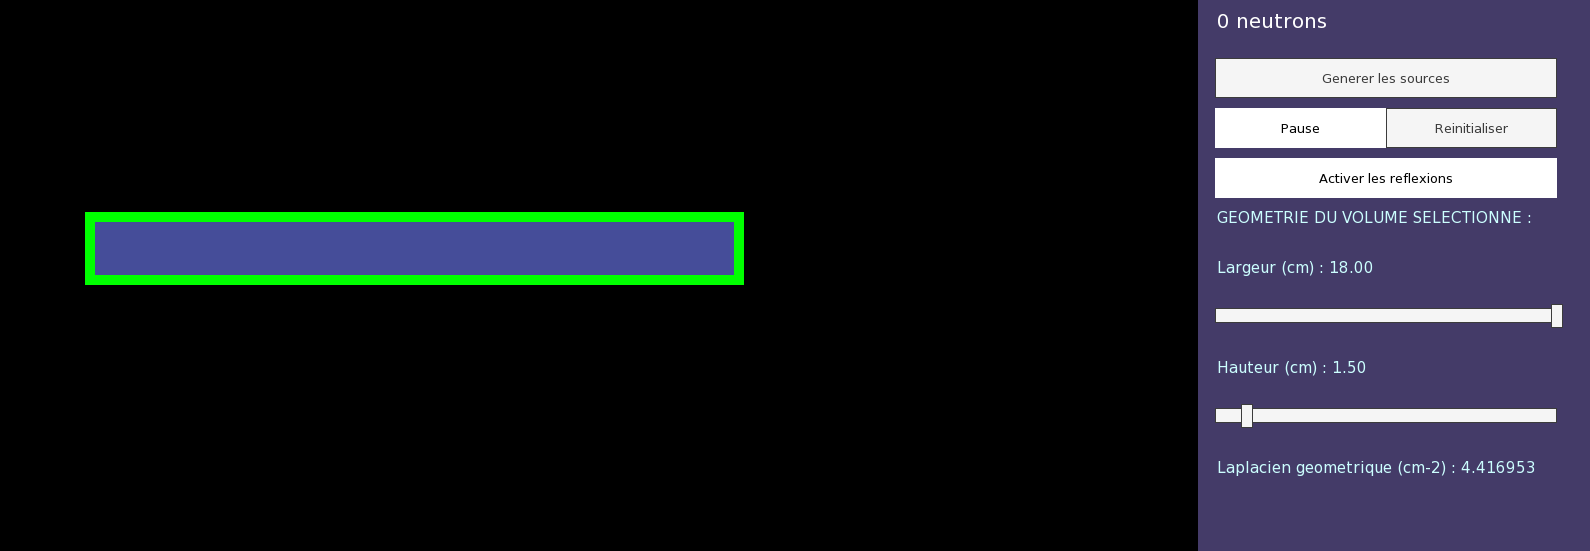 0 neutrons
Generer les sources
Pause
Reinitialiser
Activer les reflexions
GEOMETRIE DU VOLUME SELECTIONNE :
Largeur (cm) : 18.00
Hauteur (cm) : 1.50
Laplacien geometrique (cm-2) : 4.416953